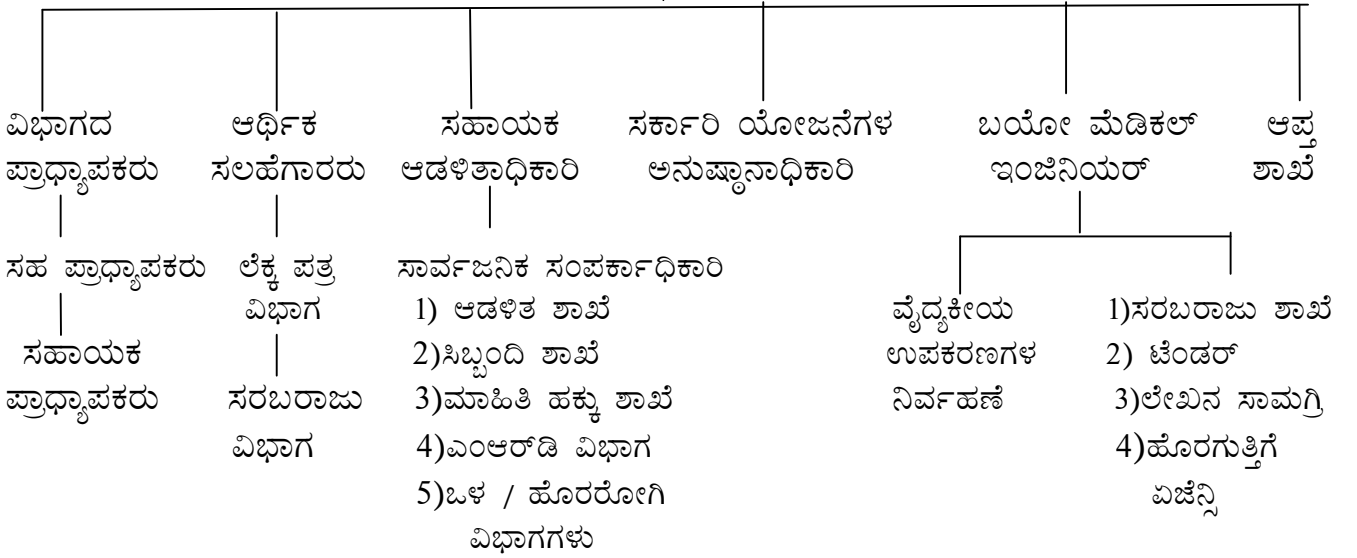 ವಿಭಾಗದ
ಪ್ರಾಧ್ಯಾಪಕರು
ಆರ್ಥಿಕ
ಸಲಹೆಗಾರರು
ಸಹಾಯಕ
ಆಡಳಿತಾಧಿಕಾರಿ
ಸರ್ಕಾರಿ ಯೋಜನೆಗಳ
ಅನುಷ್ಠಾನಾಧಿಕಾರಿ
ಬಯೋ ಮೆಡಿಕಲ್
ಇಂಜಿನಿಯರ್
ಆಪ್ತ
ಶಾಖೆ
ಸಹ ಪ್ರಾಧ್ಯಾಪಕರು
ಸಹಾಯಕ
ಪ್ರಾಧ್ಯಾಪಕರು
ಲೆಕ್ಕ ಪತ್ರ
ವಿಭಾಗ
ಸರಬರಾಜು
ವಿಭಾಗ
ಸಾರ್ವಜನಿಕ ಸಂಪರ್ಕಾಧಿಕಾರಿ
1) ಆಡಳಿತ ಶಾಖೆ
2)ಸಿಬ್ಬಂದಿ ಶಾಖೆ
3)ಮಾಹಿತಿ ಹಕ್ಕು ಶಾಖೆ
4)ಎಂಆರ್‌ಡಿ ವಿಭಾಗ
5)ಒಳ / ಹೊರರೋಗಿ
ವಿಭಾಗಗಳು
ವೈದ್ಯಕೀಯ
ಉಪಕರಣಗಳ
ನಿರ್ವಹಣೆ
1)ಸರಬರಾಜು ಶಾಖೆ
2) ಟೆಂಡರ್
3)ಲೇಖನ ಸಾಮಗ್ರಿ
4)ಹೊರಗುತ್ತಿಗೆ
ಏಜೆನ್ಸಿ